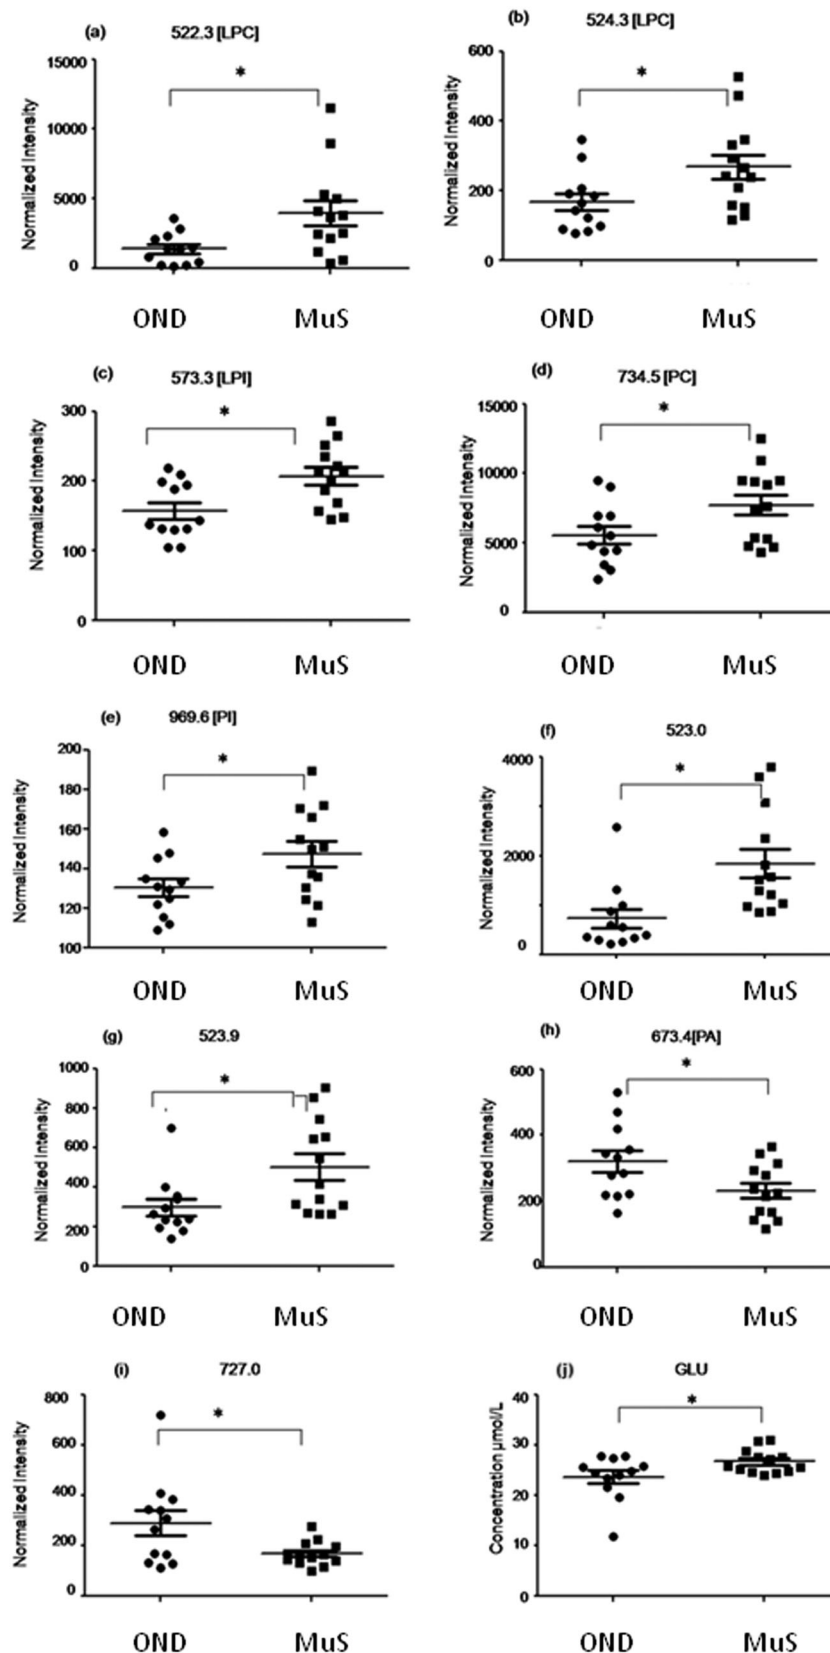 (a) 522.3 [LPC]
15000
10000
5000
0
Normalized Intensity
*
OND MuS
(b) 524.3 [LPC]
600
400
200
0
Normalized Intensity
*
OND MuS
(c) 573.3 [LPI]
300
200
100
0
Normalized Intensity
*
OND MuS
(d) 734.5 [PC]
15000
10000
5000
0
Normalized Intensity
*
OND MuS
(e) 969.6 [PI]
200
180
160
140
120
100
Normalized Intensity
*
OND MuS
(f) 523.0
4000
2000
0
Normalized Intensity
*
OND MuS
(g) 523.9
1000
800
600
400
200
0
Normalized Intensity
*
OND MuS
(h) 673.4[PA]
600
400
200
0
Normalized Intensity
*
OND MuS
(i) 727.0
800
600
400
200
0
Normalized Intensity
*
OND MuS
(j) GLU
40
30
20
10
0
Concentration µmol/L
*
OND MuS